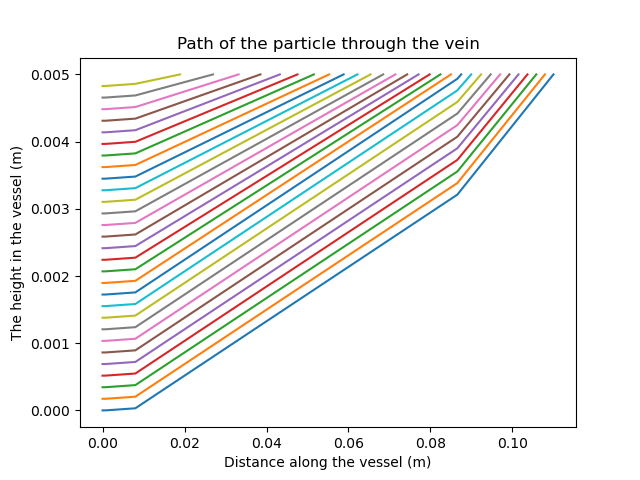 Path of the particle through the vein
0.005
0.004
0.003
0.002
0.001
0.000
The height in the vessel (m)
0.00 0.02 0.04 0.06 0.08 0.10
Distance along the vessel (m)